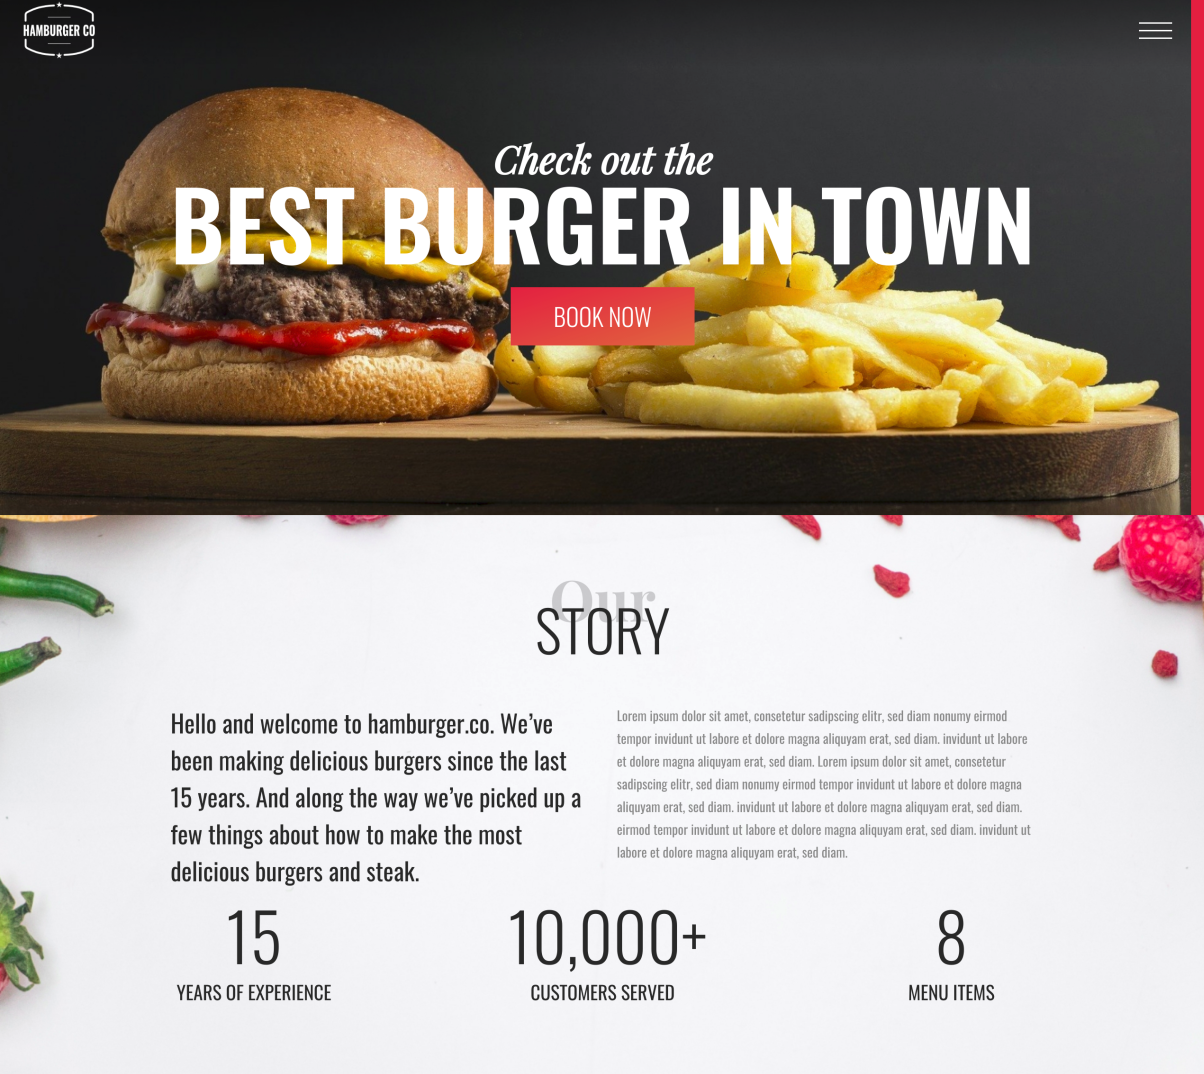 HAMBURGER CO
Check out the
BEST BURGER IN TOWN
BOOK NOW
Our
STORY
Hello and welcome to hamburger.co. We’ve
been making delicious burgers since the last
15 years. And along the way we’ve picked up a
few things about how to make the most
delicious burgers and steak.
Lorem ipsum dolor sit amet, consetetur sadipscing elitr, sed diam nonumy eirmod
tempor invidunt ut labore et dolore magna aliquyam erat, sed diam. invidunt ut labore
et dolore magna aliquyam erat, sed diam. Lorem ipsum dolor sit amet, consetetur
sadipscing elitr, sed diam nonumy eirmod tempor invidunt ut labore et dolore magna
aliquyam erat, sed diam. invidunt ut labore et dolore magna aliquyam erat, sed diam.
eirmod tempor invidunt ut labore et dolore magna aliquyam erat, sed diam. invidunt ut
labore et dolore magna aliquyam erat, sed diam.
15
YEARS OF EXPERIENCE
10,000+
CUSTOMERS SERVED
8
MENU ITEMS